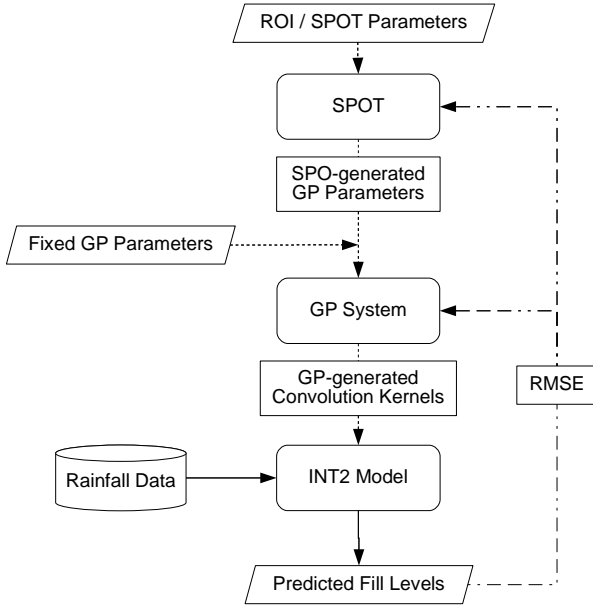 ROI / SPOT Parameters
SPOT
SPO-generated
GP Parameters
Fixed GP Parameters
GP System
GP-generated
Convolution Kernels
RMSE
Rainfall Data
INT2 Model
Predicted Fill Levels